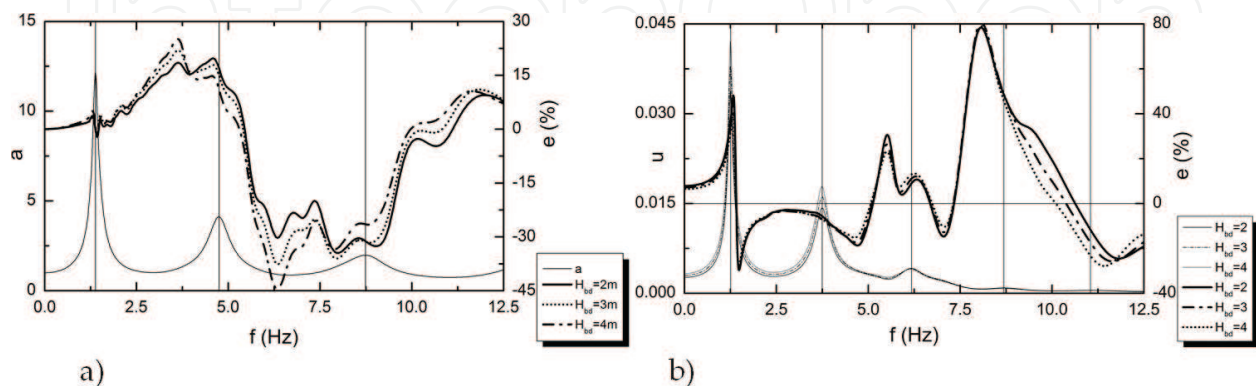 15
10
5
0
a
30
15
0
-15
-30
-45
e (%)
0.0 2.5 5.0 7.5 10.0 12.5
f (Hz)
a
H_bd=2m
H_bd=3m
H_bd=4m
a)
0.045
0.030
0.015
0.000
u
80
40
0
-40
e (%)
0.0 2.5 5.0 7.5 10.0 12.5
f (Hz)
H_bd=2
H_bd=3
H_bd=4
H_bd=2
H_bd=3
H_bd=4
b)